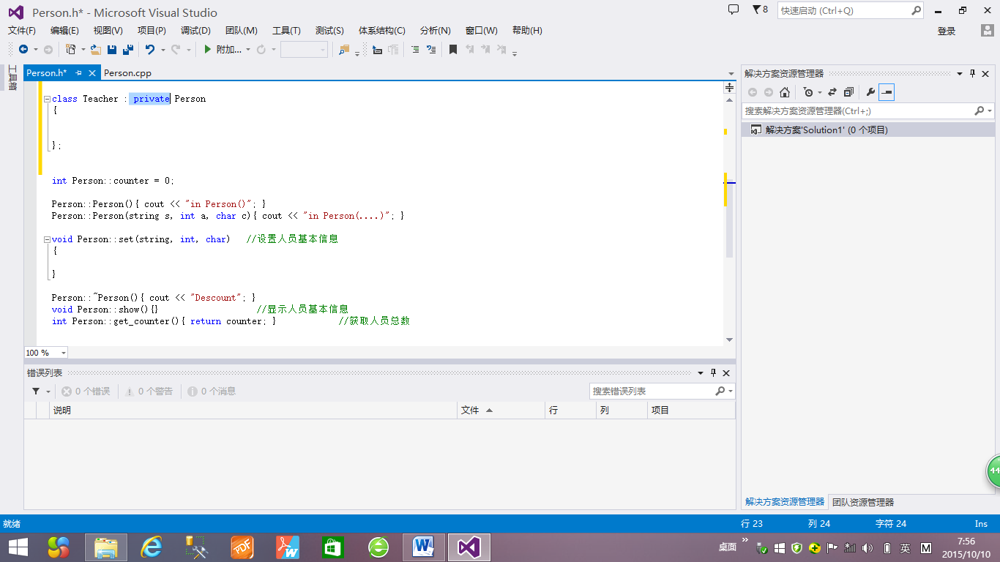 Person.h* - Microsoft Visual Studio
8
快速启动 (Ctrl+Q)
文件(F) 编辑(E) 视图(V) 项目(P) 调试(D) 团队(M) 工具(T) 测试(S) 体系结构(C) 分析(N) 窗口(W) 帮助(H)
登录
附加...
工具箱
Person.h*
Person.cpp
class Teacher : private Person
{
};
int Person::counter = 0;
Person::Person(){ cout << "in Person()"; }
Person::Person(string s, int a, char c){ cout << "in Person(....)"; }
void Person::set(string, int, char) //设置人员基本信息
{
}
Person::~Person(){ cout << "Descount"; }
void Person::show(){} //显示人员基本信息
int Person::get_counter(){ return counter; } //获取人员总数
100 %
错误列表
0 个错误
0 个警告
0 个消息
搜索错误列表
说明
文件
行
列
项目
解决方案资源管理器
搜索解决方案资源管理器(Ctrl+;)
解决方案'Solution1' (0 个项目)
44
解决方案资源管理器
团队资源管理器
就绪
行 23
列 24
字符 24
Ins
PDF
W
桌面
英
M
7:56
2015/10/10